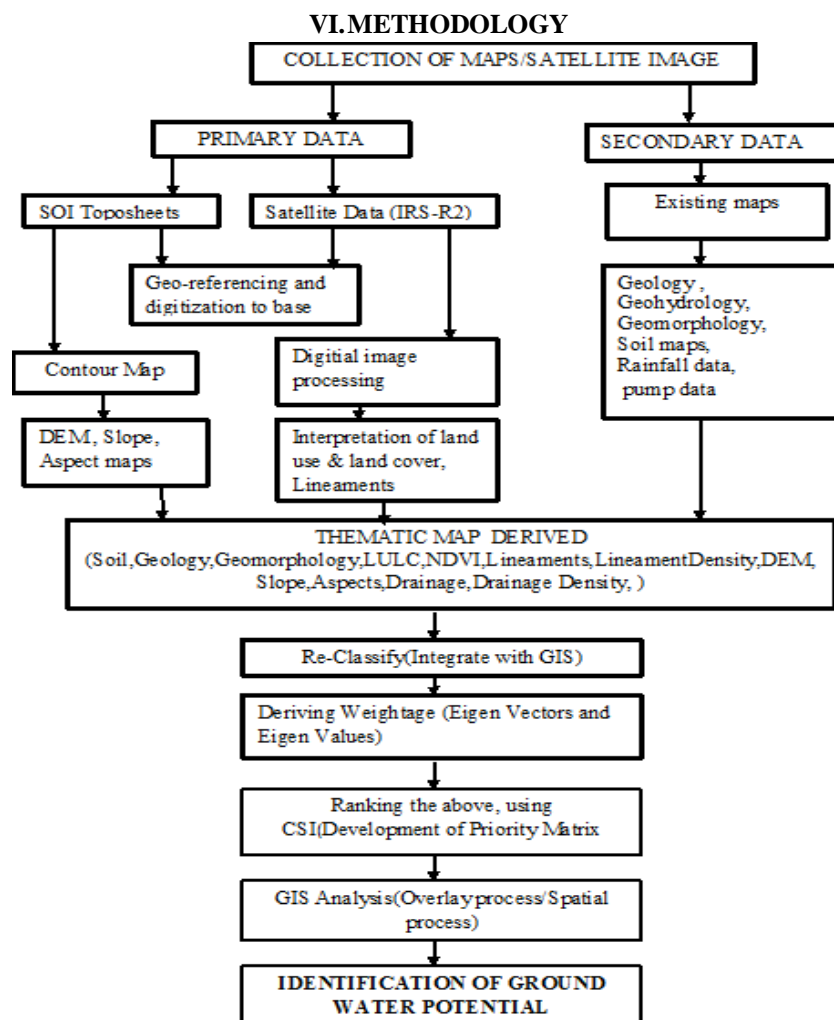 VI. METHODOLOGY
COLLECTION OF MAPS/SATELLITE IMAGE
PRIMARY DATA
SECONDARY DATA
SOI Toposheets
Satellite Data (IRS-R2)
Existing maps
Geo-referencing and
digitization to base
Geology ,
Geohydrology,
Geomorphology,
Soil maps,
Rainfall data,
pump data
Contour Map
Digitial image
processing
DEM, Slope,
Aspect maps
Interpretation of land
use & land cover,
Lineaments
THEMATIC MAP DERIVED
(Soil,Geology,Geomorphology,LULC,NDVI,Lineaments,LineamentDensity,DEM,
Slope,Aspects,Drainage,Drainage Density, )
Re-Classify(Integrate with GIS)
Deriving Weightage (Eigen Vectors and
Eigen Values)
Ranking the above, using
CSI(Development of Priority Matrix
GIS Analysis(Overlay process/Spatial
process)
IDENTIFICATION OF GROUND
WATER POTENTIAL